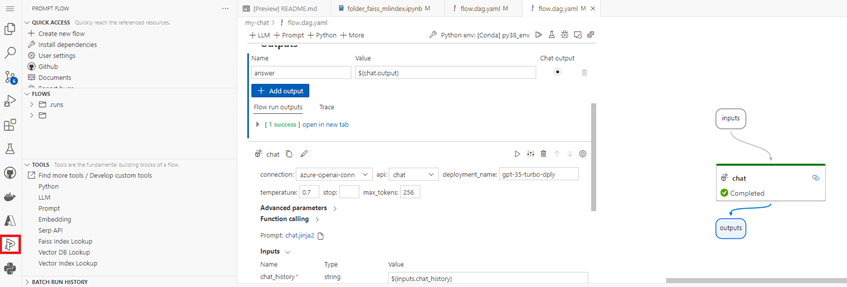 PROMPT FLOW
QUICK ACCESS Quickly reach the referenced resources.
Create new flow
Install dependencies
User settings
Github
Documents
FLOWS
.runs
TOOLS Tools are the fundamental building blocks of a flow.
Find more tools / Develop custom tools
Python
LLM
Prompt
Embedding
Serp API
Faiss Index Lookup
Vector DB Lookup
Vector Index Lookup
BATCH RUN HISTORY
[Preview] README.md
folder_faiss_mlindex.ipynb
flow.dag.yaml
flow.dag.yaml
my-chat > flow.dag.yaml
+ LLM + Prompt + Python + More
Python env: [Conda] py38_env
Outputs
Name Value Chat output
answer ${chat.output}
+ Add output
Flow run outputs Trace
[ 1 success ] open in new tab
chat
connection: azure-openai-conn api: chat deployment_name: gpt-35-turbo-dply
temperature: 0.7 stop: max_tokens: 256
Advanced parameters
Function calling
Prompt: chat.jinja2
Inputs
Name Type Value
chat_history* string ${inputs.chat_history}
inputs
chat
Completed
outputs